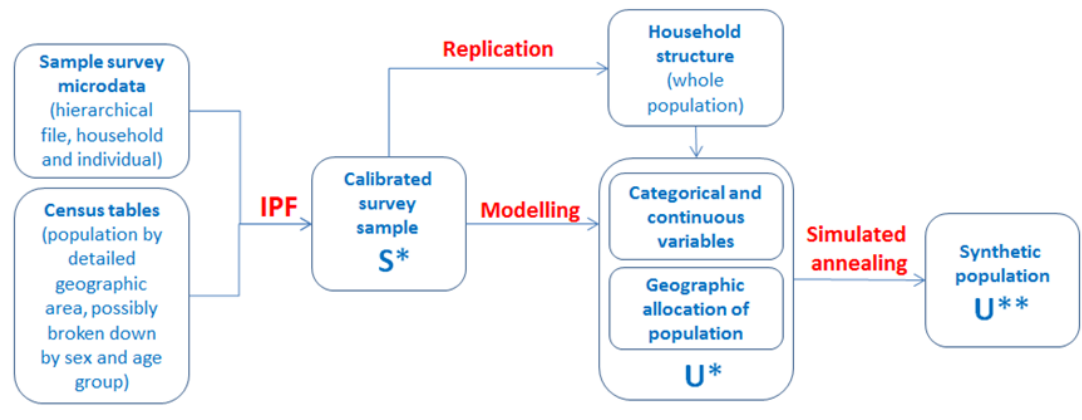 Sample survey
microdata
(hierarchical
file, household
and individual)
Census tables
(population by
detailed
geographic
area, possibly
broken down
by sex and age
group)
IPF
Calibrated
survey
sample
S*
Replication
Household
structure
(whole
population)
Modelling
Categorical and
continuous
variables
Geographic
allocation of
population
U*
Simulated
annealing
Synthetic
population
U**